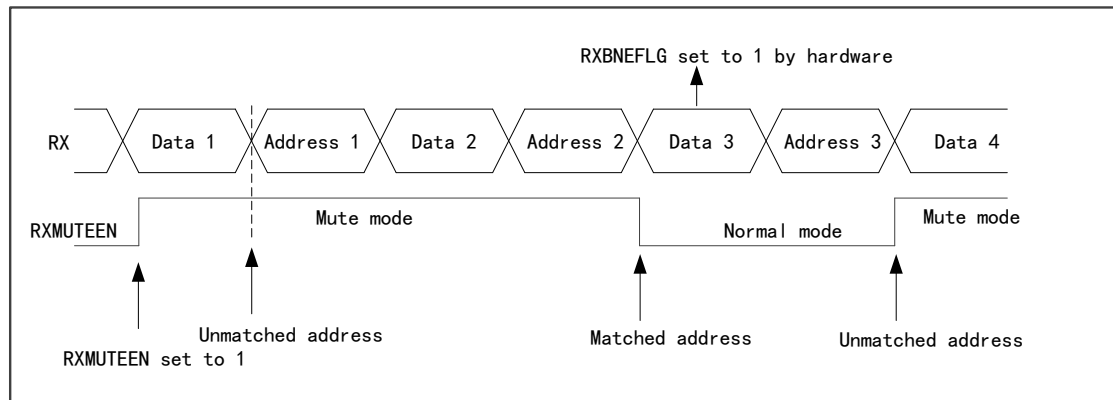 RXBNEFLG set to 1 by hardware
RX
Data 1
Address 1
Data 2
Address 2
Data 3
Address 3
Data 4
RXMUTEEN
Mute mode
Normal mode
Mute mode
Unmatched address
Matched address
Unmatched address
RXMUTEEN set to 1